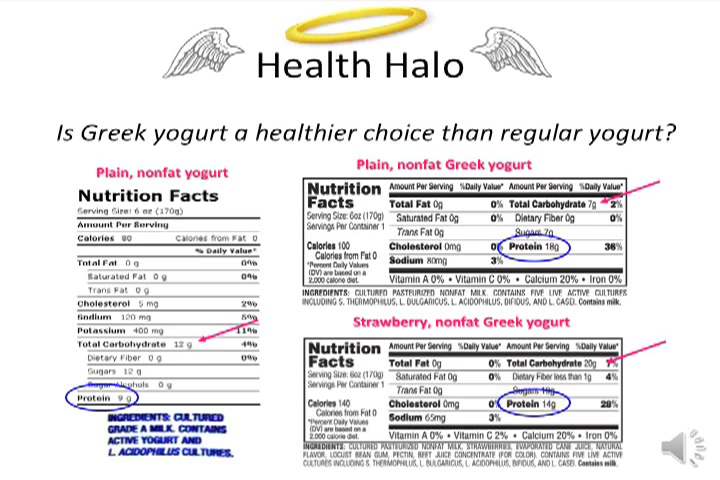 Health Halo
Is Greek yogurt a healthier choice than regular yogurt?
Plain, nonfat yogurt
Nutrition Facts
Serving Size: 6 oz (170g)
Amount Per Serving
Calories 80 Calories from Fat 0
% Daily Value*
Total Fat 0 g 0%
Saturated Fat 0 g 0%
Trans Fat 0 g
Cholesterol 5 mg 2%
Sodium 120 mg 5%
Potassium 400 mg 11%
Total Carbohydrate 12 g 4%
Dietary Fiber 0 g 0%
Sugars 12 g
Sugar Alcohols 0 g
Protein 9 g
INGREDIENTS: CULTURED
GRADE A MILK. CONTAINS
ACTIVE YOGURT AND
L. ACIDOPHILUS CULTURES.
Plain, nonfat Greek yogurt
Nutrition
Facts
Serving Size: 6oz (170g)
Servings Per Container 1
Calories 100
Calories from Fat 0
*Percent Daily Values
(DV) are based on a
2,000 calorie diet.
Amount Per Serving %Daily Value* Amount Per Serving %Daily Value*
Total Fat 0g 0% Total Carbohydrate 7g 2%
Saturated Fat 0g 0% Dietary Fiber 0g 0%
Trans Fat 0g Sugars 7g
Cholesterol 0mg 0% Protein 18g 36%
Sodium 80mg 3%
Vitamin A 0% • Vitamin C 0% • Calcium 20% • Iron 0%
INGREDIENTS: CULTURED PASTEURIZED NONFAT MILK. CONTAINS FIVE LIVE ACTIVE CULTURES
INCLUDING S. THERMOPHILUS, L. BULGARICUS, L. ACIDOPHILUS, BIFIDUS, AND L. CASEI. Contains milk.
Strawberry, nonfat Greek yogurt
Nutrition
Facts
Serving Size: 6oz (170g)
Servings Per Container 1
Calories 140
Calories from Fat 0
*Percent Daily Values
(DV) are based on a
2,000 calorie diet.
Amount Per Serving %Daily Value* Amount Per Serving %Daily Value*
Total Fat 0g 0% Total Carbohydrate 20g 7%
Saturated Fat 0g 0% Dietary Fiber less than 1g 4%
Trans Fat 0g Sugars 19g
Cholesterol 0mg 0% Protein 14g 28%
Sodium 65mg 3%
Vitamin A 0% • Vitamin C 2% • Calcium 20% • Iron 0%
INGREDIENTS: CULTURED PASTEURIZED NONFAT MILK, STRAWBERRIES, EVAPORATED CANE JUICE, NATURAL
FLAVOR, LOCUST BEAN GUM, PECTIN, BEET JUICE CONCENTRATE (FOR COLOR). CONTAINS FIVE LIVE ACTIVE
CULTURES INCLUDING S. THERMOPHILUS, L. BULGARICUS, L. ACIDOPHILUS, BIFIDUS, AND L. CASEI. Contains milk.